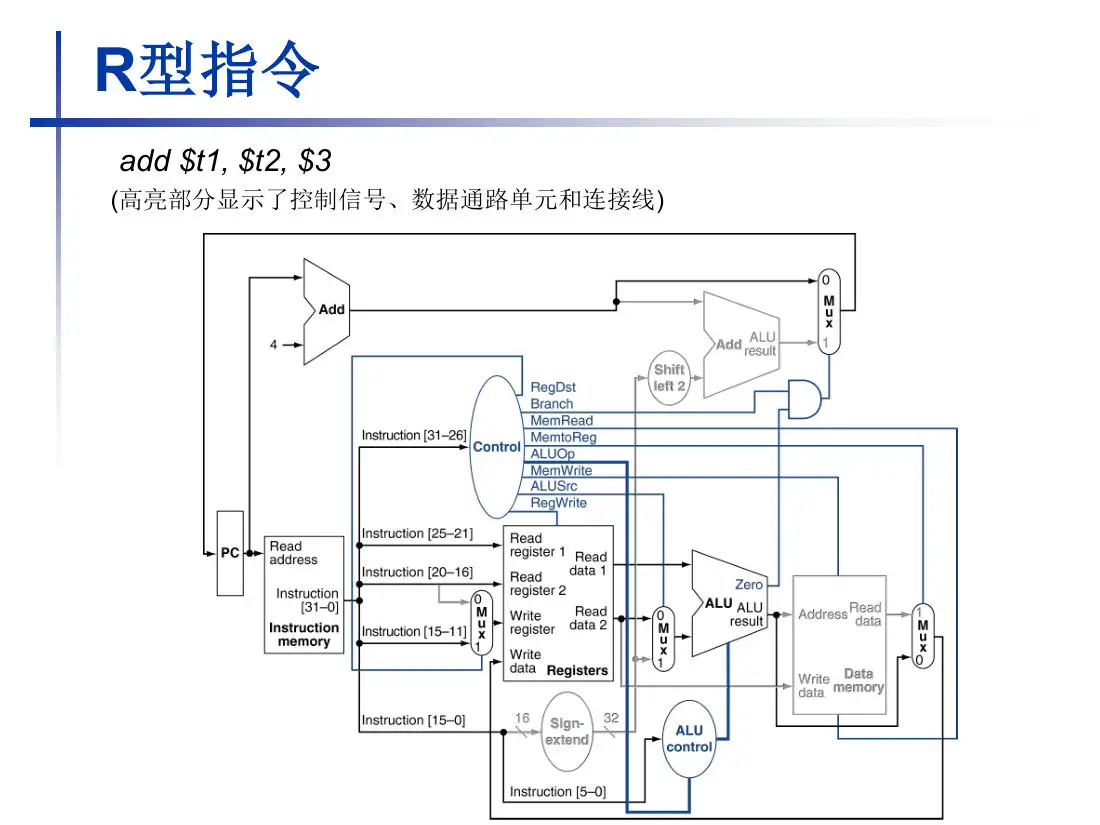 R型指令
add $t1, $t2, $3
(高亮部分显示了控制信号、数据通路单元和连接线)
0
M
u
x
1
Add
4
Add
ALU
result
Shift
left 2
RegDst
Branch
MemRead
MemtoReg
ALUOp
MemWrite
ALUSrc
RegWrite
Instruction [31–26]
Control
PC
Read
address
Instruction
[31–0]
Instruction
memory
Instruction [25–21]
Instruction [20–16]
Instruction [15–11]
0
M
u
x
1
Read
register 1
Read
data 1
Read
register 2
Write
register
Read
data 2
Write
data
Registers
0
M
u
x
1
Zero
ALU
ALU
result
Address
Read
data
Write
data
Data
memory
1
M
u
x
0
Instruction [15–0]
16
Sign-
extend
32
ALU
control
Instruction [5–0]